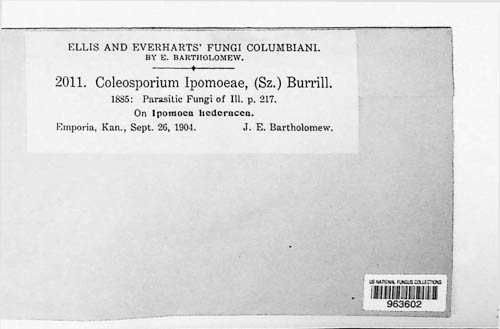 ELLIS AND EVERHARTS' FUNGI COLUMBIANI.
BY E. BARTHOLOMEW.
2011. Coleosporium Ipomoeae, (Sz.) Burrill.
1885: Parasitic Fungi of Ill. p. 217.
On Ipomoea hederacea.
Emporia, Kan., Sept. 26, 1904. J. E. Bartholomew.
US NATIONAL FUNGUS COLLECTIONS
963602